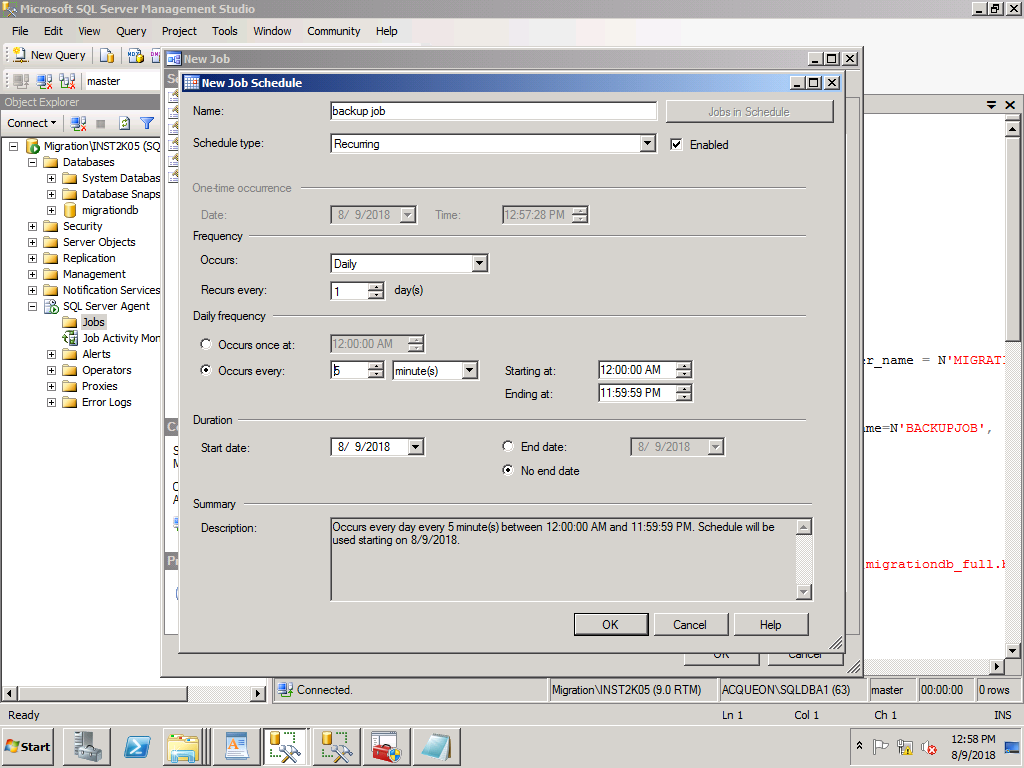 Microsoft SQL Server Management Studio
File Edit View Query Project Tools Window Community Help
New Query
master
New Job
Object Explorer
Connect
Migration\INST2K05 (SQ
Databases
System Databas
Database Snaps
migrationdb
Security
Server Objects
Replication
Management
Notification Services
SQL Server Agent
Jobs
Job Activity Mon
Alerts
Operators
Proxies
Error Logs
New Job Schedule
Name: backup job Jobs in Schedule
Schedule type: Recurring Enabled
One-time occurrence
Date: 8/ 9/2018 Time: 12:57:28 PM
Frequency
Occurs: Daily
Recurs every: 1 day(s)
Daily frequency
Occurs once at: 12:00:00 AM
Occurs every: 5 minute(s) Starting at: 12:00:00 AM
Ending at: 11:59:59 PM
Duration
Start date: 8/ 9/2018 End date: 8/ 9/2018
No end date
Summary
Description: Occurs every day every 5 minute(s) between 12:00:00 AM and 11:59:59 PM. Schedule will be
used starting on 8/9/2018.
OK Cancel Help
OK Cancel
er_name = N'MIGRATI
me=N'BACKUPJOB',
migrationdb_full.b
Connected. Migration\INST2K05 (9.0 RTM) ACQUEON\SQLDBA1 (63) master 00:00:00 0 rows
Ready Ln 1 Col 1 Ch 1 INS
Start
12:58 PM
8/9/2018